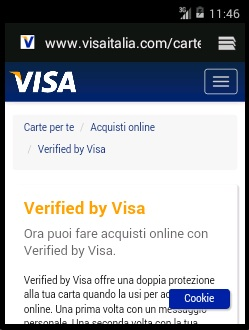 3G 11:46
V www.visaitalia.com/carte
VISA
Carte per te / Acquisti online
/ Verified by Visa
Verified by Visa
Ora puoi fare acquisti online con
Verified by Visa.
Verified by Visa offre una doppia protezione
alla tua carta quando la usi per ac
online. Una prima volta con un messaggio
personale. Una seconda volta con la tua
Cookie